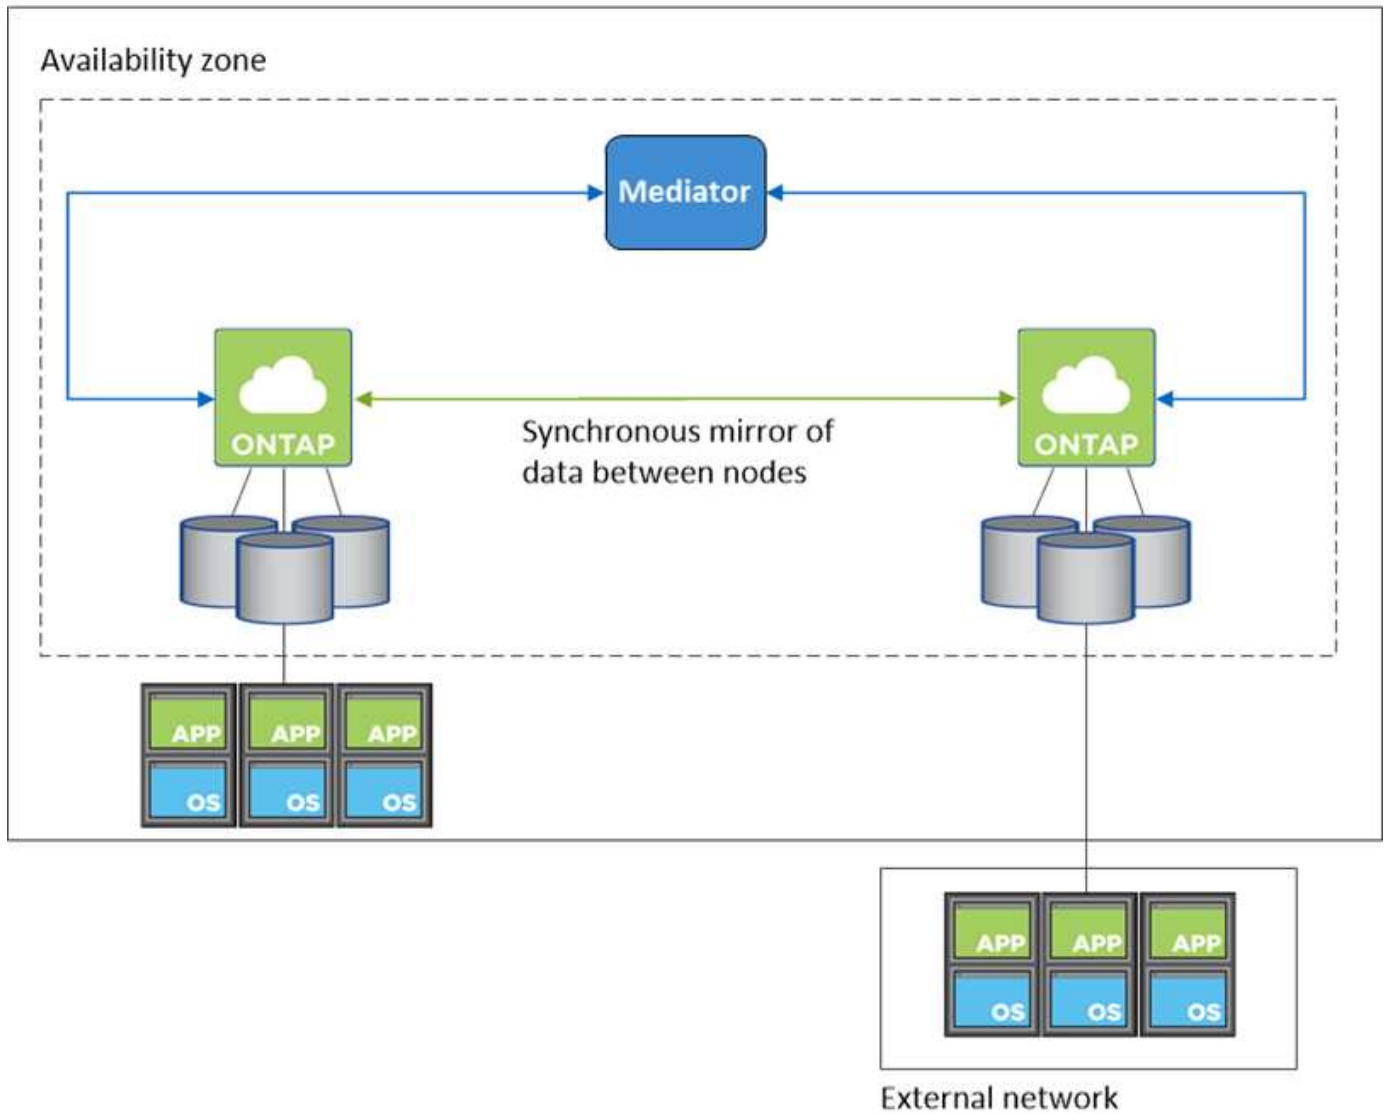 Availability zone
Mediator
ONTAP
ONTAP
Synchronous mirror of
data between nodes
APP
APP
APP
OS
OS
OS
APP
APP
APP
OS
OS
OS
External network